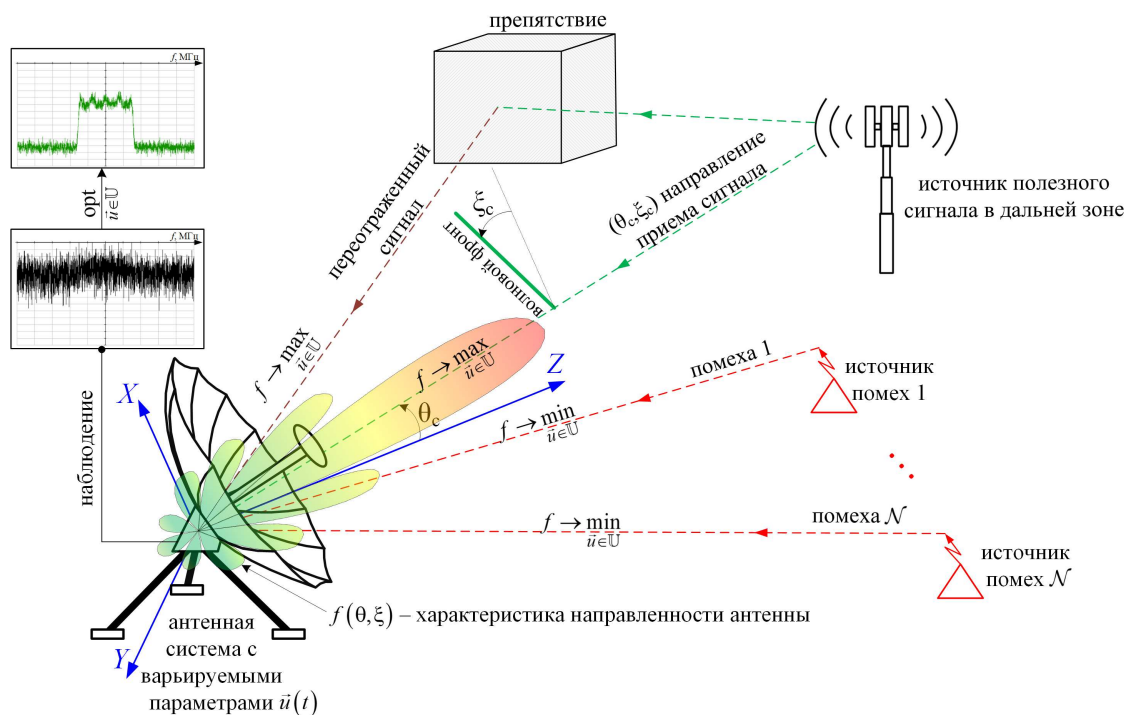 препятствие
f, МГц
opt
u⃗∈𝕌
f, МГц
наблюдение
переотраженный
сигнал
ξc
волновой фронт
(θc,ξc) направление
приема сигнала
источник полезного
сигнала в дальней зоне
f → max
u⃗∈𝕌
f → max
u⃗∈𝕌
X
Z
θc
помеха 1
источник
помех 1
f → min
u⃗∈𝕌
f → min
u⃗∈𝕌
помеха 𝒩
источник
помех 𝒩
f (θ,ξ) – характеристика направленности антенны
Y
антенная
система с
варьируемыми
параметрами u⃗(t)